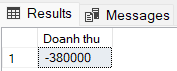 Results Messages
Doanh thu
1 -380000